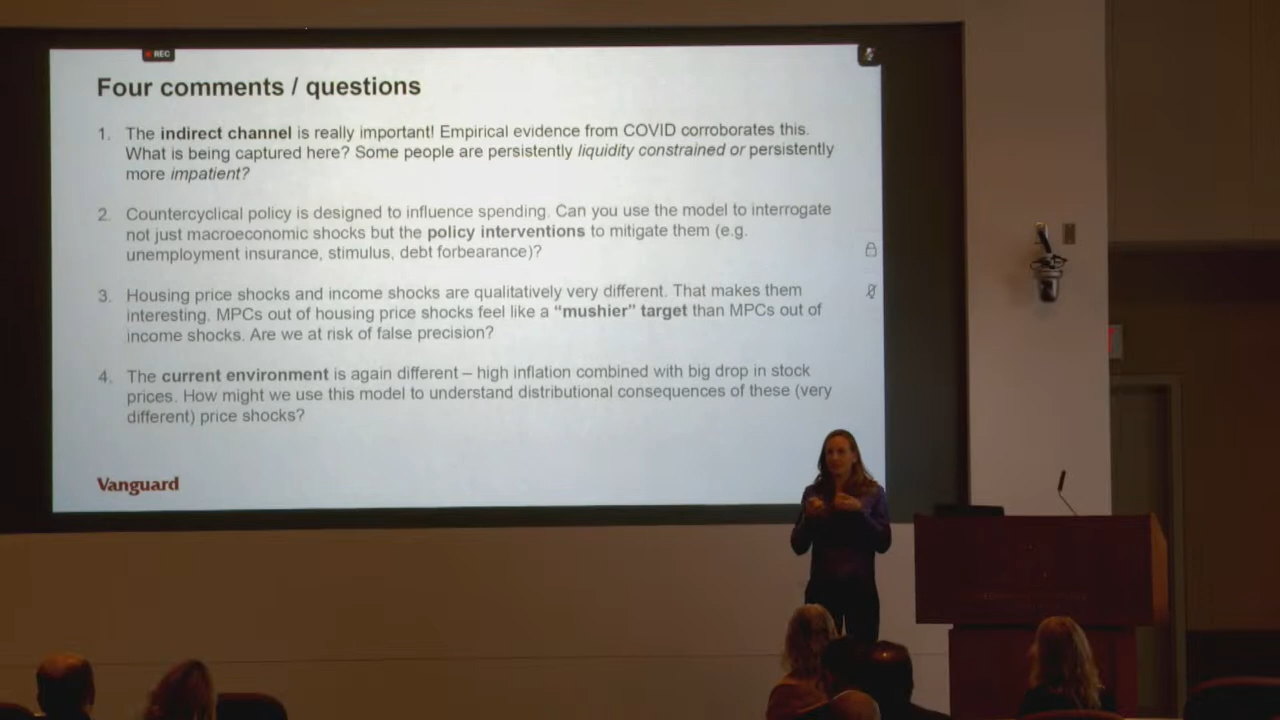 REC
Four comments / questions
1. The indirect channel is really important! Empirical evidence from COVID corroborates this.
What is being captured here? Some people are persistently liquidity constrained or persistently
more impatient?
2. Countercyclical policy is designed to influence spending. Can you use the model to interrogate
not just macroeconomic shocks but the policy interventions to mitigate them (e.g.
unemployment insurance, stimulus, debt forbearance)?
3. Housing price shocks and income shocks are qualitatively very different. That makes them
interesting. MPCs out of housing price shocks feel like a “mushier” target than MPCs out of
income shocks. Are we at risk of false precision?
4. The current environment is again different – high inflation combined with big drop in stock
prices. How might we use this model to understand distributional consequences of these (very
different) price shocks?
Vanguard